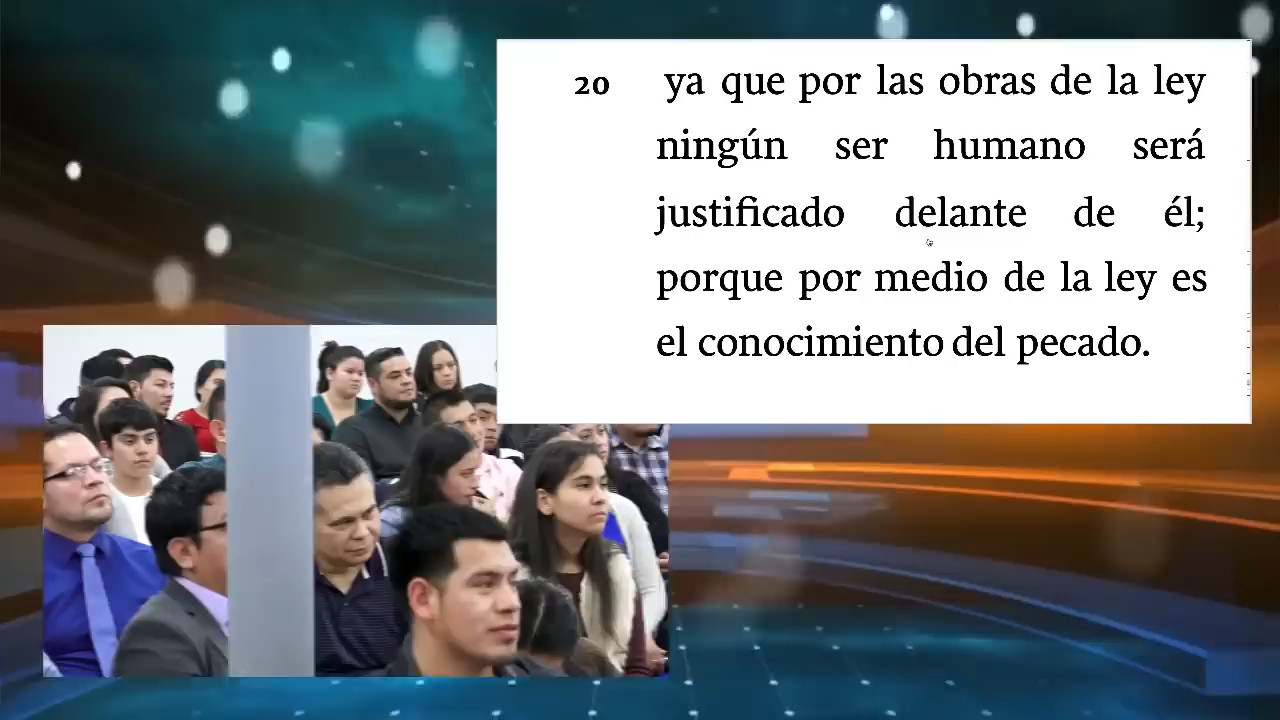 20 ya que por las obras de la ley
ningún ser humano será
justificado delante de él;
porque por medio de la ley es
el conocimiento del pecado.